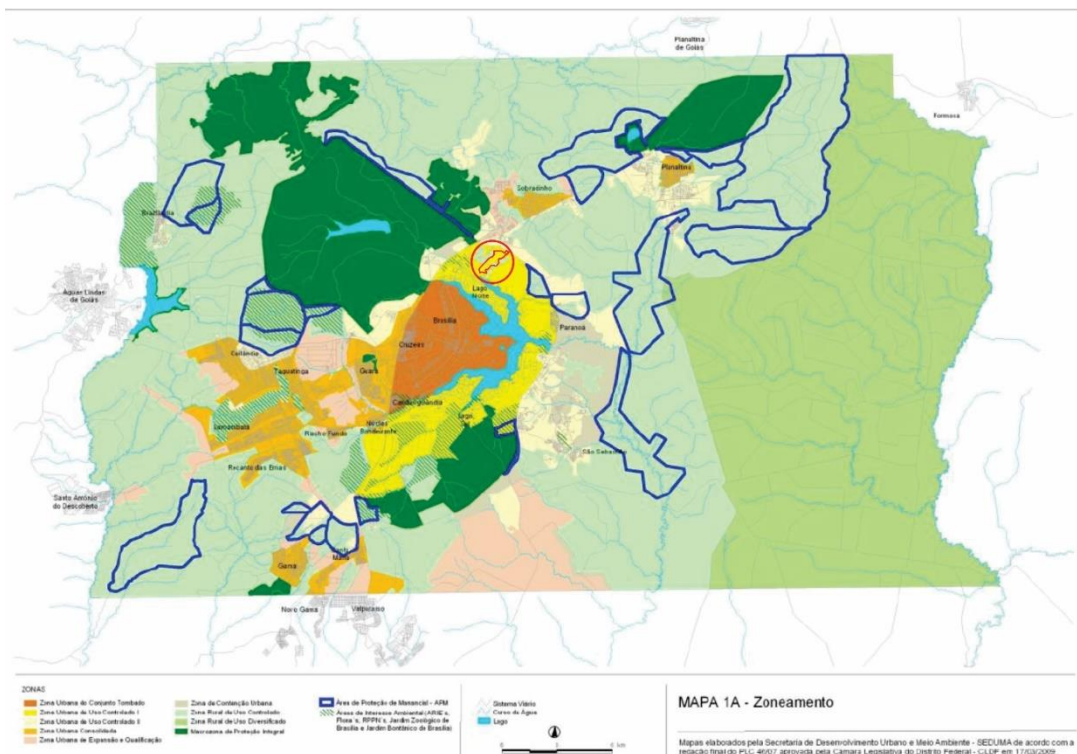 Planaltina
de Goiás
Formosa
Planaltina
Sobradinho
Brazlândia
Lago
Norte
Águas Lindas
de Goiás
Brasília
Paranoá
Cruzeiro
Ceilândia
Taguatinga
Guará
Candangolândia
Lago
Sul
Núcleo
Bandeirante
Samambaia
Riacho Fundo
São Sebastião
Recanto das Emas
Santo Antônio
do Descoberto
Santa
Maria
Gama
Novo Gama
Valparaíso
ZONAS
Zona Urbana do Conjunto Tombado
Zona Urbana de Uso Controlado I
Zona Urbana de Uso Controlado II
Zona Urbana Consolidada
Zona Urbana de Expansão e Qualificação
Zona de Contenção Urbana
Zona Rural de Uso Controlado
Zona Rural de Uso Diversificado
Macrozona de Proteção Integral
Área de Proteção de Manancial - APM
Áreas de Interesse Ambiental (ARIE's,
Flora's, RPPN's, Jardim Zoológico de
Brasília e Jardim Botânico de Brasília)
Sistema Viário
Curso de Água
Lago
6 km
MAPA 1A - Zoneamento
Mapas elaborados pela Secretaria de Desenvolvimento Urbano e Meio Ambiente - SEDUMA de acordo com a
redação final do PLC 46/07 aprovada pela Câmara Legislativa do Distrito Federal - CLDF em 17/03/2009